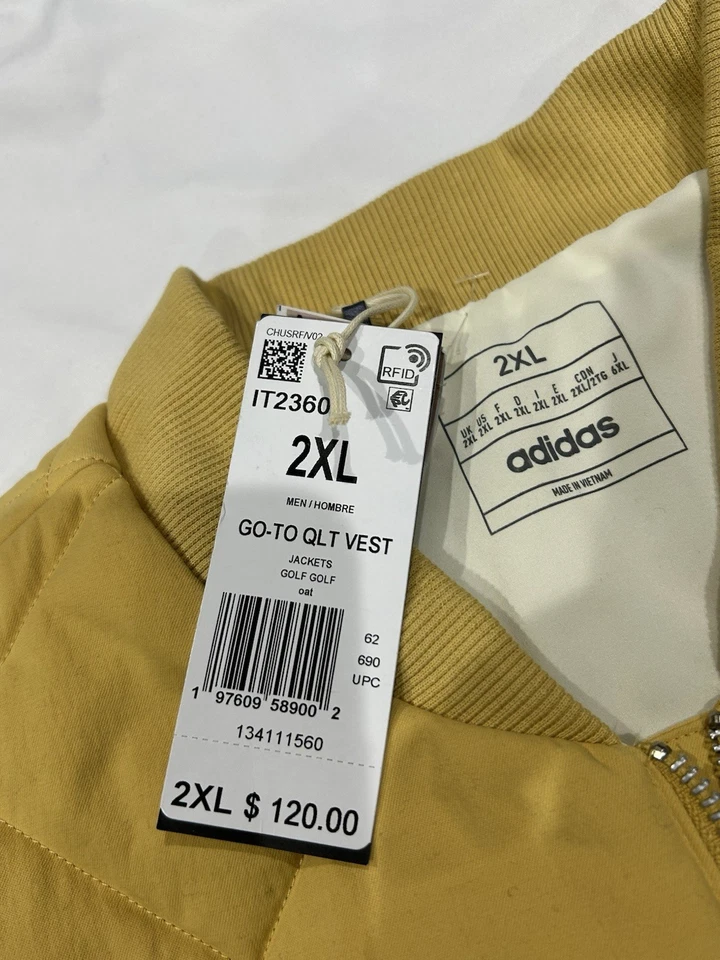 CHUSRF/V02
RFID
IT2360
2XL
MEN / HOMBRE
GO-TO QLT VEST
JACKETS
GOLF GOLF
oat
62
690
UPC
1 97609 58900 2
134111560
2XL $ 120.00
2XL
UK US F D I E CON J
2XL 2XL 2XL 2XL 2XL 2XL 2XL/2TG 6XL
adidas
MADE IN VIETNAM